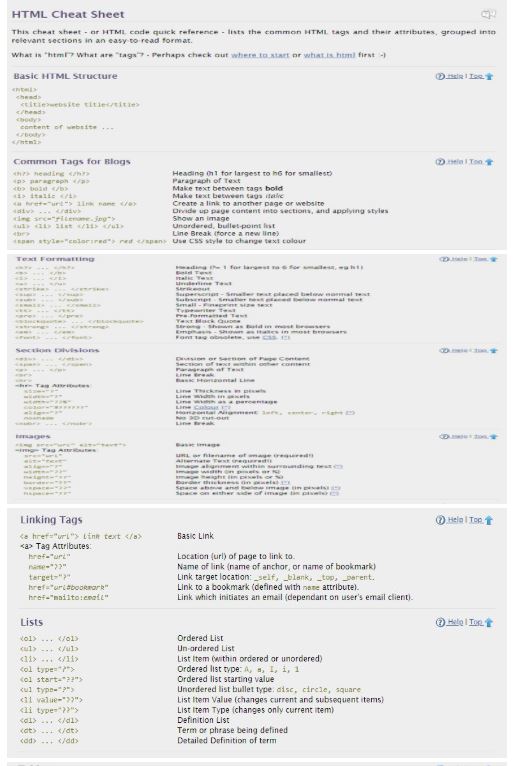 HTML Cheat Sheet
This cheat sheet - or HTML code quick reference - lists the common HTML tags and their attributes, grouped into
relevant sections in an easy-to-read format.
What is "html"? What are "tags"? - Perhaps check out where to start or what is html first :-)
Basic HTML Structure Help | Top
<html>
<head>
<title>website title</title>
</head>
<body>
content of website ...
</body>
</html>
Common Tags for Blogs Help | Top
<h?> heading </h?> Heading (h1 for largest to h6 for smallest)
<p> paragraph </p> Paragraph of Text
<b> bold </b> Make text between tags bold
<i> italic </i> Make text between tags italic
<a href="url"> link name </a> Create a link to another page or website
<div> ... </div> Divide up page content into sections, and applying styles
<img src="filename.jpg"> Show an image
<ul> <li> list </li> </ul> Unordered, bullet-point list
<br> Line Break (force a new line)
<span style="color:red"> red </span> Use CSS style to change text colour
Text Formatting Help | Top
<h?> ... </h?> Heading (?= 1 for largest to 6 for smallest, eg h1)
<b> ... </b> Bold Text
<i> ... </i> Italic Text
<u> ... </u> Underline Text
<strike> ... </strike> Strikeout
<sup> ... </sup> Superscript - Smaller text placed below normal text
<sub> ... </sub> Subscript - Smaller text placed below normal text
<small> ... </small> Small - Fineprint size text
<tt> ... </tt> Typewriter Text
<pre> ... </pre> Pre-formatted Text
<blockquote> ... </blockquote> Text Block Quote
<strong> ... </strong> Strong - Shown as Bold in most browsers
<em> ... </em> Emphasis - Shown as Italics in most browsers
<font> ... </font> Font tag obsolete, use CSS. (*)
Section Divisions Help | Top
<div> ... </div> Division or Section of Page Content
<span> ... </span> Section of text within other content
<p> ... </p> Paragraph of Text
<br> Line Break
<hr> Basic Horizontal Line
<hr> Tag Attributes:
size="?" Line Thickness in pixels
width="?" Line Width in pixels
width="??%" Line Width as a percentage
color="#??????" Line Colour (*)
align="?" Horizontal Alignment: left, center, right (*)
noshade No 3D cut-out
<nobr> ... </nobr> Line Break
Images Help | Top
<img src="url" alt="text"> Basic Image
<img> Tag Attributes:
src="url" URL or filename of image (required!)
alt="text" Alternate Text (required!)
align="?" Image alignment within surrounding text (*)
width="??" Image width (in pixels or %)
height="??" Image height (in pixels or %)
border="??" Border thickness (in pixels) (*)
vspace="??" Space above and below image (in pixels) (*)
hspace="??" Space on either side of image (in pixels) (*)
Linking Tags Help | Top
<a href="url"> link text </a> Basic Link
<a> Tag Attributes:
href="url" Location (url) of page to link to.
name="??" Name of link (name of anchor, or name of bookmark)
target="?" Link target location: _self, _blank, _top, _parent.
href="url#bookmark" Link to a bookmark (defined with name attribute).
href="mailto:email" Link which initiates an email (dependant on user's email client).
Lists Help | Top
<ol> ... </ol> Ordered List
<ul> ... </ul> Un-ordered List
<li> ... </li> List Item (within ordered or unordered)
<ol type="?"> Ordered list type: A, a, I, i, 1
<ol start="??"> Ordered list starting value
<ul type="?"> Unordered list bullet type: disc, circle, square
<li value="??"> List Item Value (changes current and subsequent items)
<li type="??"> List Item Type (changes only current item)
<dl> ... </dl> Definition List
<dt> ... </dt> Term or phrase being defined
<dd> ... </dd> Detailed Definition of term